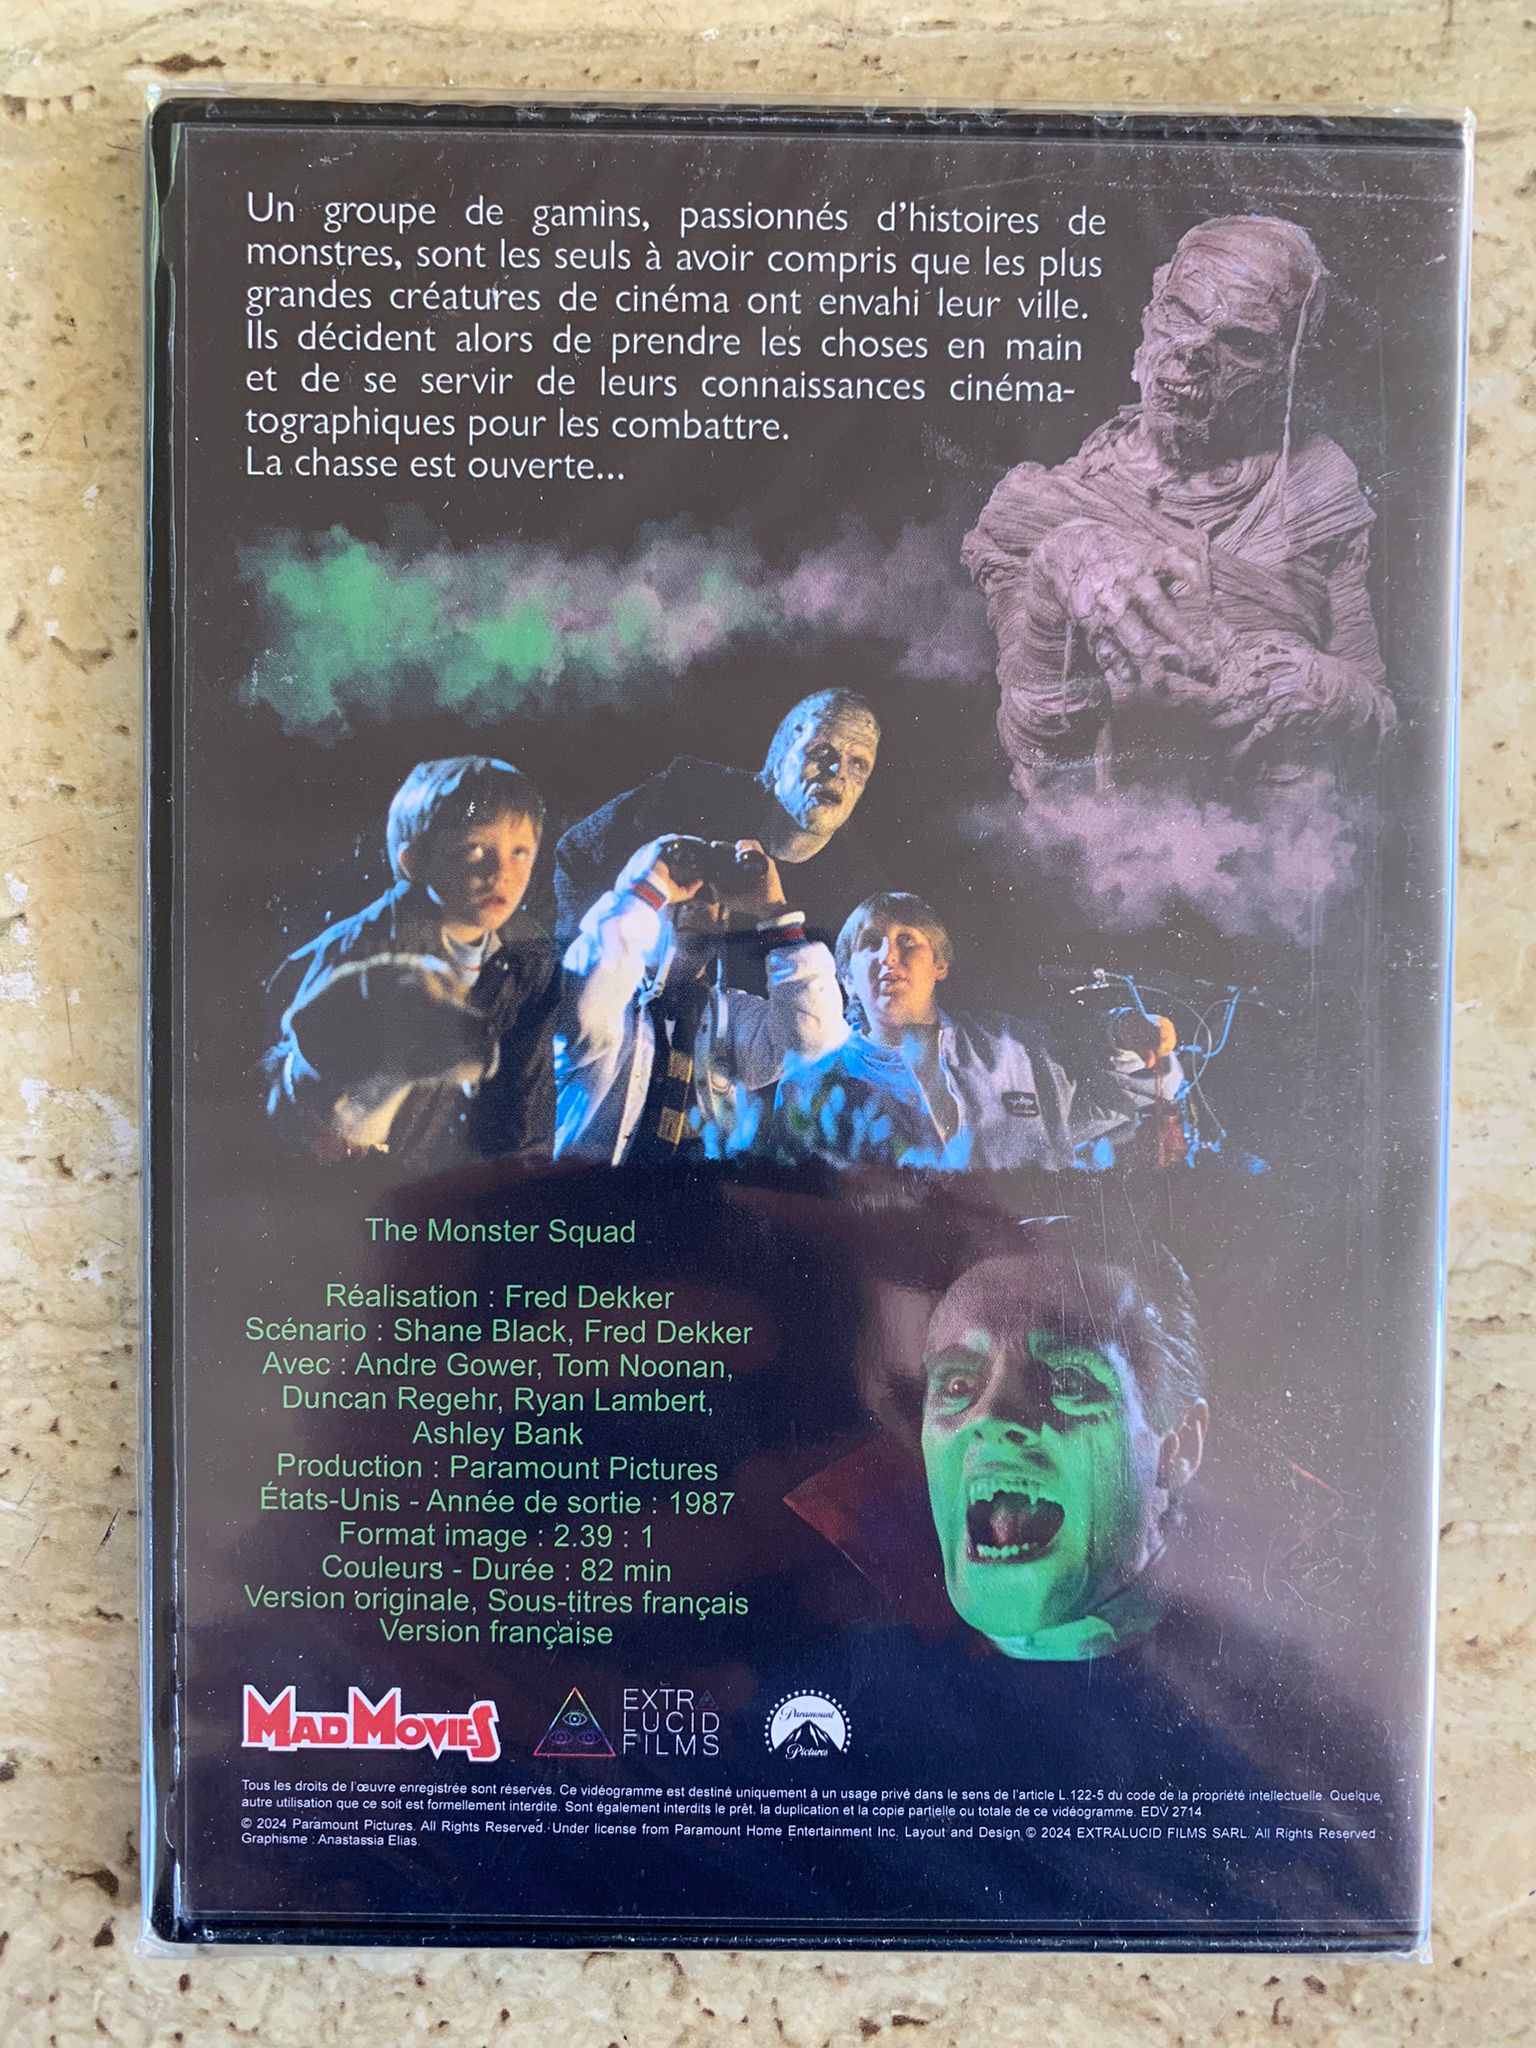 Un groupe de gamins, passionnés d'histoires de
monstres, sont les seuls à avoir compris que les plus
grandes créatures de cinéma ont envahi leur ville.
Ils décident alors de prendre les choses en main
et de se servir de leurs connaissances cinéma-
tographiques pour les combattre.
La chasse est ouverte...
The Monster Squad
Réalisation : Fred Dekker
Scénario : Shane Black, Fred Dekker
Avec : Andre Gower, Tom Noonan,
Duncan Regehr, Ryan Lambert,
Ashley Bank
Production : Paramount Pictures
États-Unis - Année de sortie : 1987
Format image : 2.39 : 1
Couleurs - Durée : 82 min
Version originale, Sous-titres français
Version française
MAD MOVIES
EXTRA
LUCID
FILMS
Paramount
Pictures
Tous les droits de l'œuvre enregistrée sont réservés. Ce vidéogramme est destiné uniquement à un usage privé dans le sens de l'article L.122-5 du code de la propriété intellectuelle. Quelque
autre utilisation que ce soit est formellement interdite. Sont également interdits le prêt, la duplication et la copie partielle ou totale de ce vidéogramme. EDV 2714
© 2024 Paramount Pictures. All Rights Reserved. Under license from Paramount Home Entertainment Inc. Layout and Design © 2024 EXTRALUCID FILMS SARL. All Rights Reserved
Graphisme : Anastassia Elias.